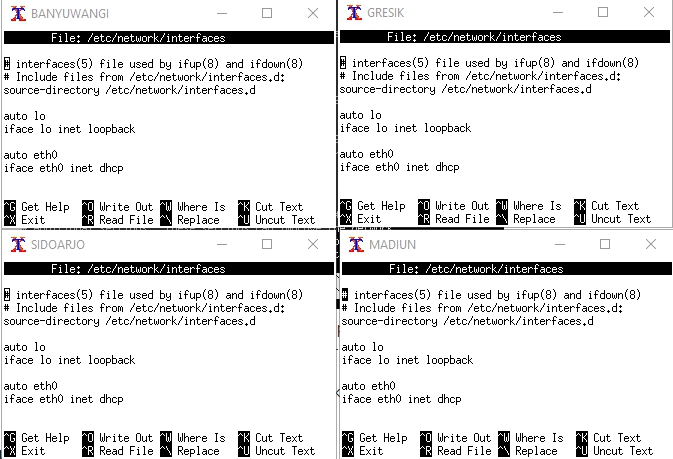 BANYUWANGI
File: /etc/network/interfaces
# interfaces(5) file used by ifup(8) and ifdown(8)
# Include files from /etc/network/interfaces.d:
source-directory /etc/network/interfaces.d
auto lo
iface lo inet loopback
auto eth0
iface eth0 inet dhcp
^G Get Help ^O Write Out ^W Where Is ^K Cut Text
^X Exit ^R Read File ^\ Replace ^U Uncut Text
GRESIK
File: /etc/network/interfaces
# interfaces(5) file used by ifup(8) and ifdown(8)
# Include files from /etc/network/interfaces.d:
source-directory /etc/network/interfaces.d
auto lo
iface lo inet loopback
auto eth0
iface eth0 inet dhcp
^G Get Help ^O Write Out ^W Where Is ^K Cut Text
^X Exit ^R Read File ^\ Replace ^U Uncut Text
SIDOARJO
File: /etc/network/interfaces
# interfaces(5) file used by ifup(8) and ifdown(8)
# Include files from /etc/network/interfaces.d:
source-directory /etc/network/interfaces.d
auto lo
iface lo inet loopback
auto eth0
iface eth0 inet dhcp
^G Get Help ^O Write Out ^W Where Is ^K Cut Text
^X Exit ^R Read File ^\ Replace ^U Uncut Text
MADIUN
File: /etc/network/interfaces
# interfaces(5) file used by ifup(8) and ifdown(8)
# Include files from /etc/network/interfaces.d:
source-directory /etc/network/interfaces.d
auto lo
iface lo inet loopback
auto eth0
iface eth0 inet dhcp
^G Get Help ^O Write Out ^W Where Is ^K Cut Text
^X Exit ^R Read File ^\ Replace ^U Uncut Text